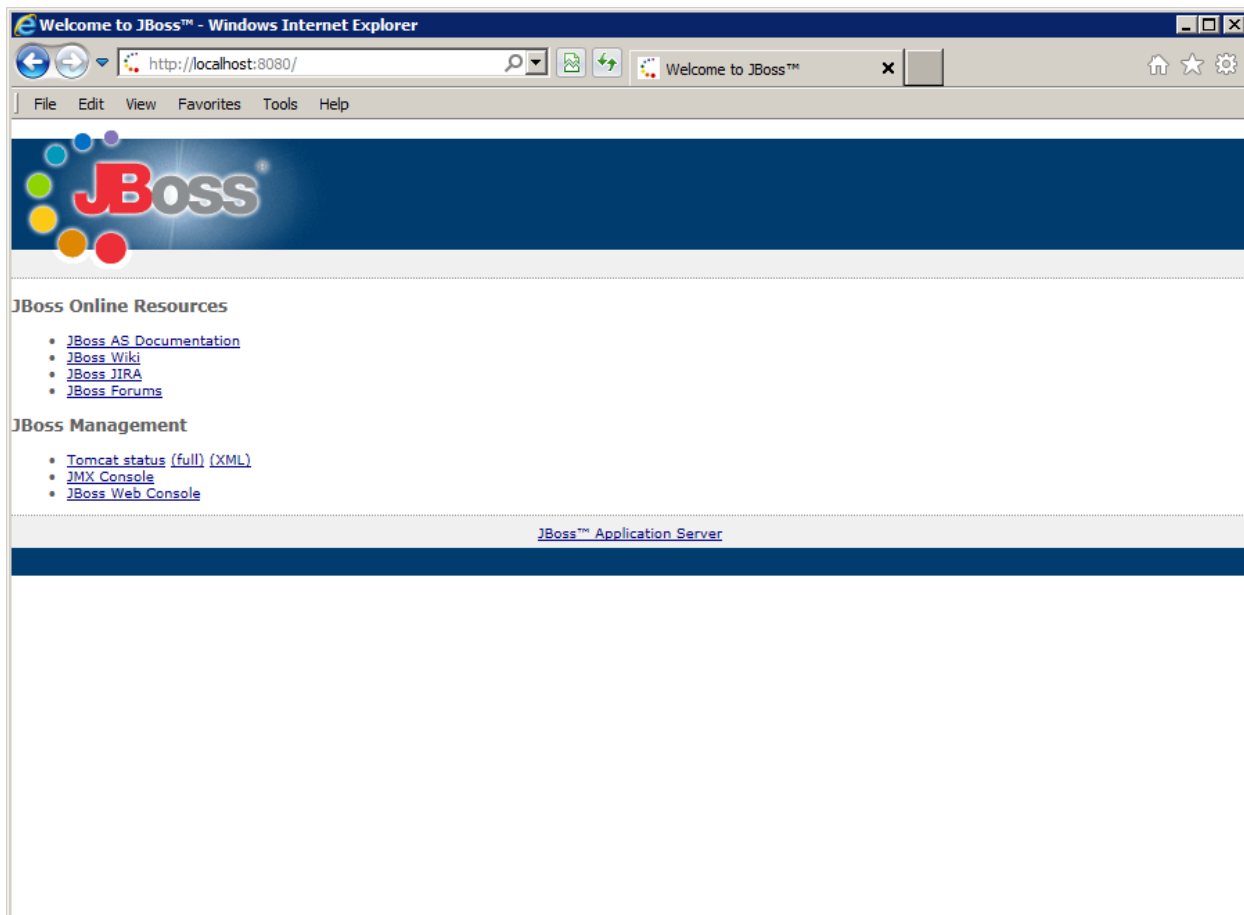 Welcome to JBoss™ - Windows Internet Explorer
http://localhost:8080/
Welcome to JBoss™
File Edit View Favorites Tools Help
JBoss®
JBoss Online Resources
JBoss AS Documentation
JBoss Wiki
JBoss JIRA
JBoss Forums
JBoss Management
Tomcat status (full) (XML)
JMX Console
JBoss Web Console
JBoss™ Application Server